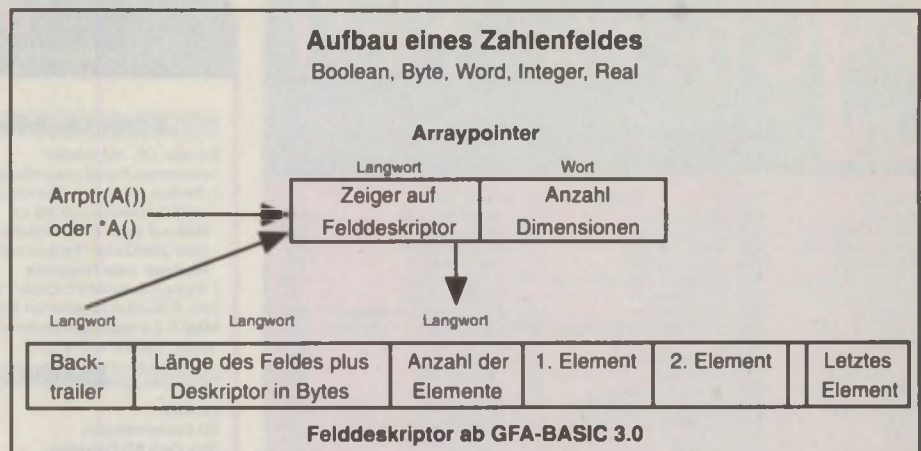 Aufbau eines Zahlenfeldes
Boolean, Byte, Word, Integer, Real
Arraypointer
Langwort Wort
Arrptr(A())
oder *A()
Zeiger auf
Felddeskriptor
Anzahl
Dimensionen
Langwort Langwort Langwort
Back-
trailer
Länge des Feldes plus
Deskriptor in Bytes
Anzahl der
Elemente
1. Element
2. Element
Letztes
Element
Felddeskriptor ab GFA-BASIC 3.0